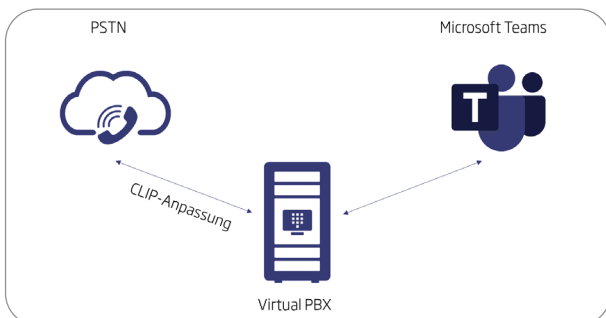 PSTN
Microsoft Teams
T
CLIP-Anpassung
Virtual PBX